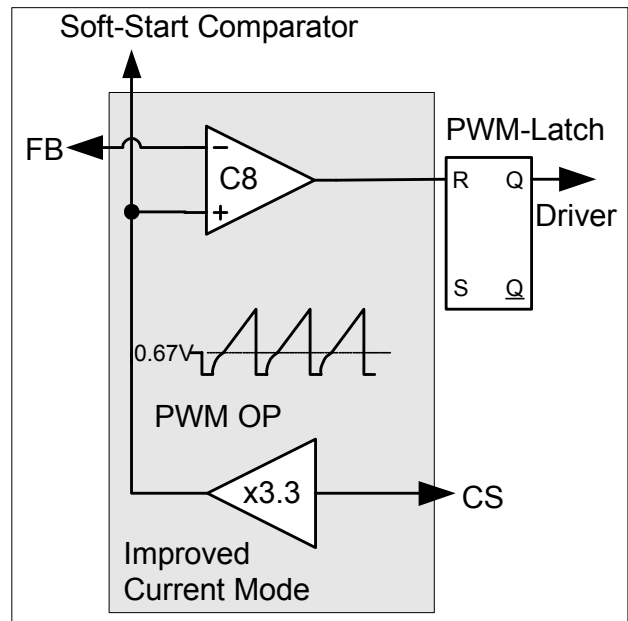 Soft-Start Comparator
FB
−
C8
+
PWM-Latch
R Q
Driver
S Q
0.67V
PWM OP
x3.3
CS
Improved
Current Mode